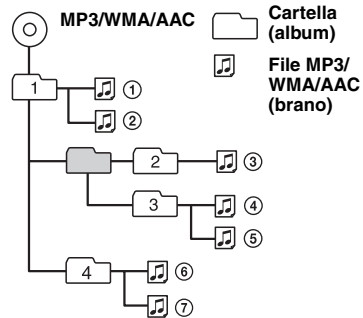 MP3/WMA/AAC
Cartella
(album)
File MP3/
WMA/AAC
(brano)
1
①
②
2
③
3
④
⑤
4
⑥
⑦